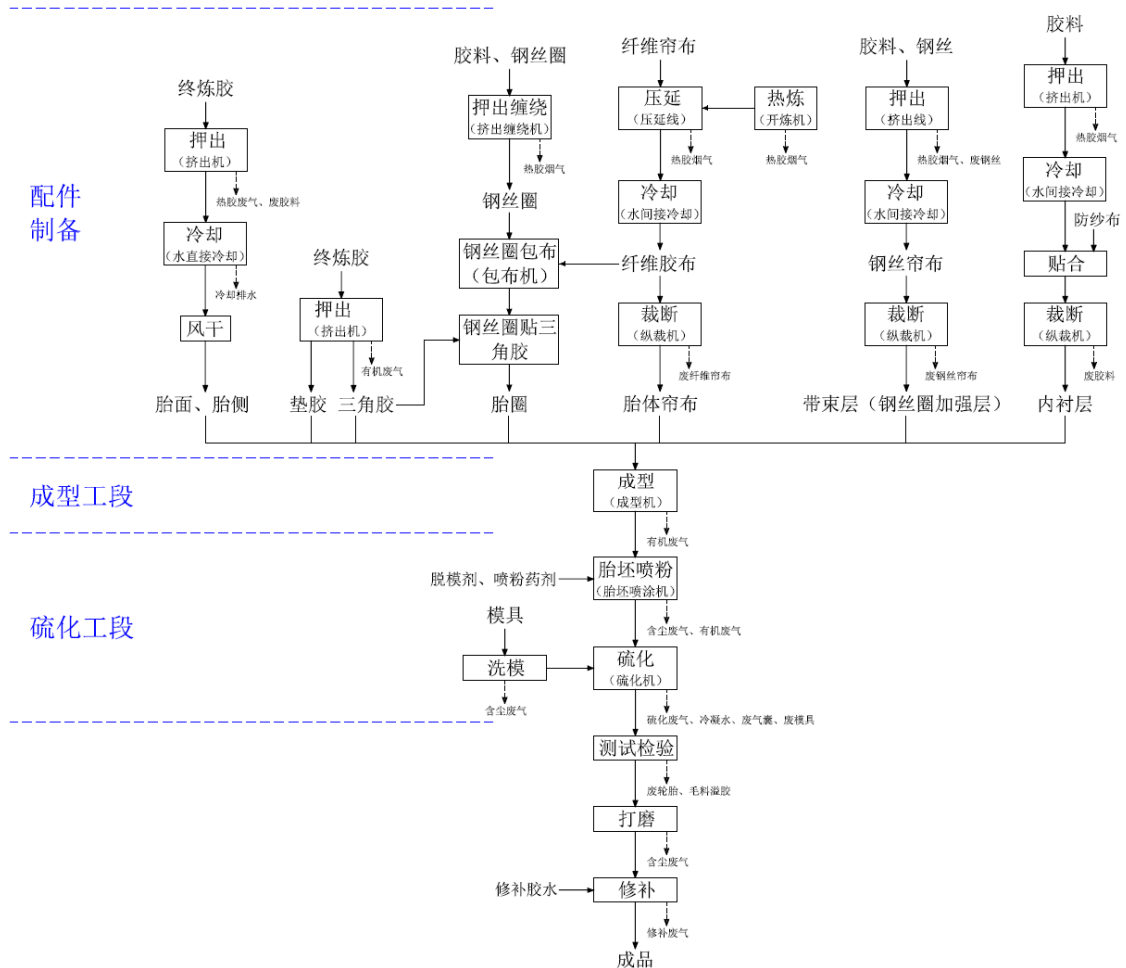 配件
制备
终炼胶
押出
（挤出机）
热胶废气、废胶料
冷却
（水直接冷却）
冷却排水
风干
胎面、胎侧
终炼胶
押出
（挤出机）
有机废气
垫胶
三角胶
胶料、钢丝圈
押出缠绕
（挤出缠绕机）
热胶烟气
钢丝圈
钢丝圈包布
（包布机）
钢丝圈贴三
角胶
胎圈
纤维帘布
压延
（压延线）
热胶烟气
热炼
（开炼机）
热胶烟气
冷却
（水间接冷却）
纤维胶布
裁断
（纵裁机）
废纤维帘布
胎体帘布
胶料、钢丝
押出
（挤出线）
热胶烟气、废钢丝
冷却
（水间接冷却）
钢丝帘布
裁断
（纵裁机）
废钢丝帘布
带束层（钢丝圈加强层）
胶料
押出
（挤出机）
热胶烟气
冷却
（水间接冷却）
防纱布
贴合
裁断
（纵裁机）
废胶料
内衬层
成型工段
成型
（成型机）
有机废气
硫化工段
脱模剂、喷粉药剂
胎坯喷粉
（胎坯喷涂机）
含尘废气、有机废气
模具
洗模
含尘废气
硫化
（硫化机）
硫化废气、冷凝水、废气囊、废模具
测试检验
废轮胎、毛料溢胶
打磨
含尘废气
修补胶水
修补
修补废气
成品